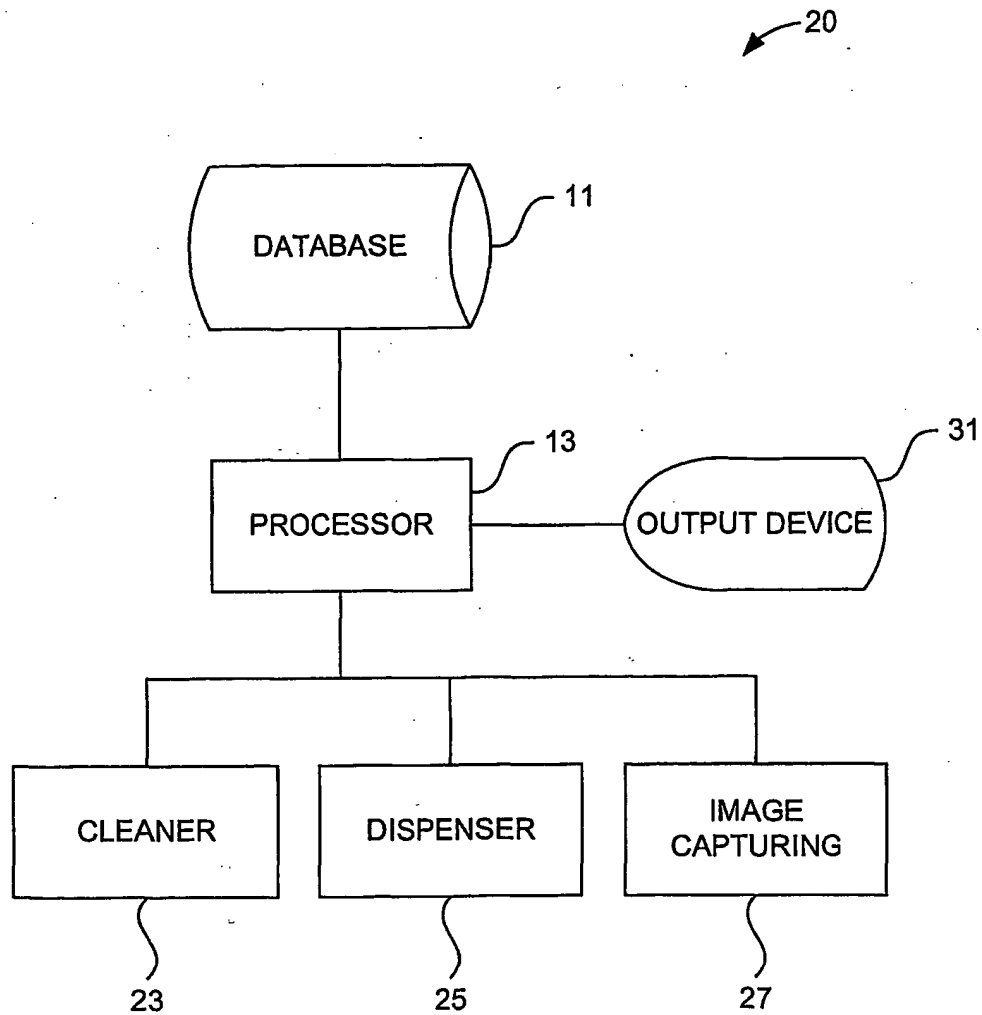 20
DATABASE
11
PROCESSOR
13
OUTPUT DEVICE
31
CLEANER
DISPENSER
IMAGE
CAPTURING
23
25
27